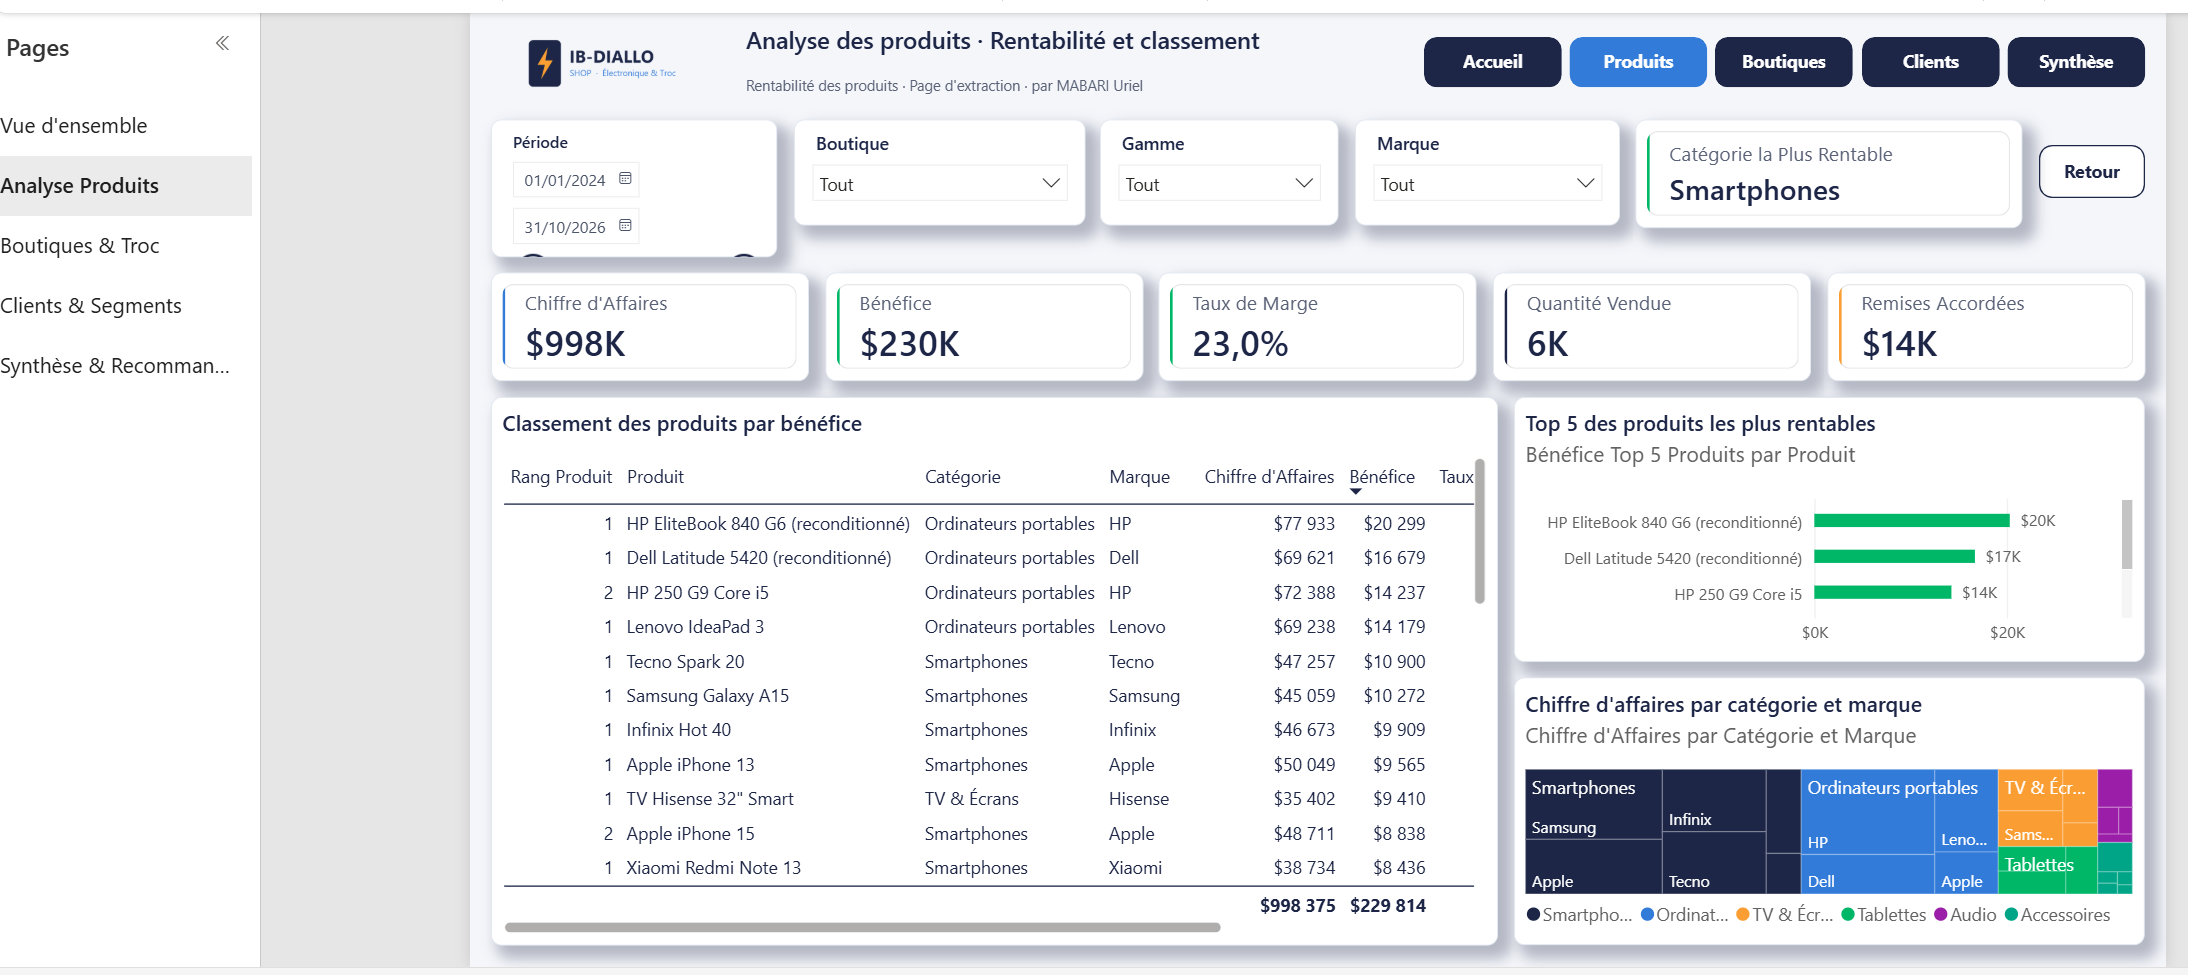 Pages
Vue d'ensemble
Analyse Produits
Boutiques & Troc
Clients & Segments
Synthèse & Recomman...
IB-DIALLO
SHOP · Électronique & Troc
Analyse des produits · Rentabilité et classement
Rentabilité des produits · Page d'extraction · par MABARI Uriel
Accueil
Produits
Boutiques
Clients
Synthèse
Période
01/01/2024
31/10/2026
Boutique
Tout
Gamme
Tout
Marque
Tout
Catégorie la Plus Rentable
Smartphones
Retour
Chiffre d'Affaires
$998K
Bénéfice
$230K
Taux de Marge
23,0%
Quantité Vendue
6K
Remises Accordées
$14K
Classement des produits par bénéfice
Rang Produit Produit Catégorie Marque Chiffre d'Affaires Bénéfice Taux
1 HP EliteBook 840 G6 (reconditionné) Ordinateurs portables HP $77 933 $20 299
1 Dell Latitude 5420 (reconditionné) Ordinateurs portables Dell $69 621 $16 679
2 HP 250 G9 Core i5 Ordinateurs portables HP $72 388 $14 237
1 Lenovo IdeaPad 3 Ordinateurs portables Lenovo $69 238 $14 179
1 Tecno Spark 20 Smartphones Tecno $47 257 $10 900
1 Samsung Galaxy A15 Smartphones Samsung $45 059 $10 272
1 Infinix Hot 40 Smartphones Infinix $46 673 $9 909
1 Apple iPhone 13 Smartphones Apple $50 049 $9 565
1 TV Hisense 32" Smart TV & Écrans Hisense $35 402 $9 410
2 Apple iPhone 15 Smartphones Apple $48 711 $8 838
1 Xiaomi Redmi Note 13 Smartphones Xiaomi $38 734 $8 436
$998 375 $229 814
Top 5 des produits les plus rentables
Bénéfice Top 5 Produits par Produit
HP EliteBook 840 G6 (reconditionné) $20K
Dell Latitude 5420 (reconditionné) $17K
HP 250 G9 Core i5 $14K
$0K $20K
Chiffre d'affaires par catégorie et marque
Chiffre d'Affaires par Catégorie et Marque
Smartphones
Samsung
Apple
Infinix
Tecno
Ordinateurs portables
HP
Dell
Leno...
Apple
TV & Écr...
Sams...
Tablettes
Smartpho... Ordinat... TV & Écr... Tablettes Audio Accessoires